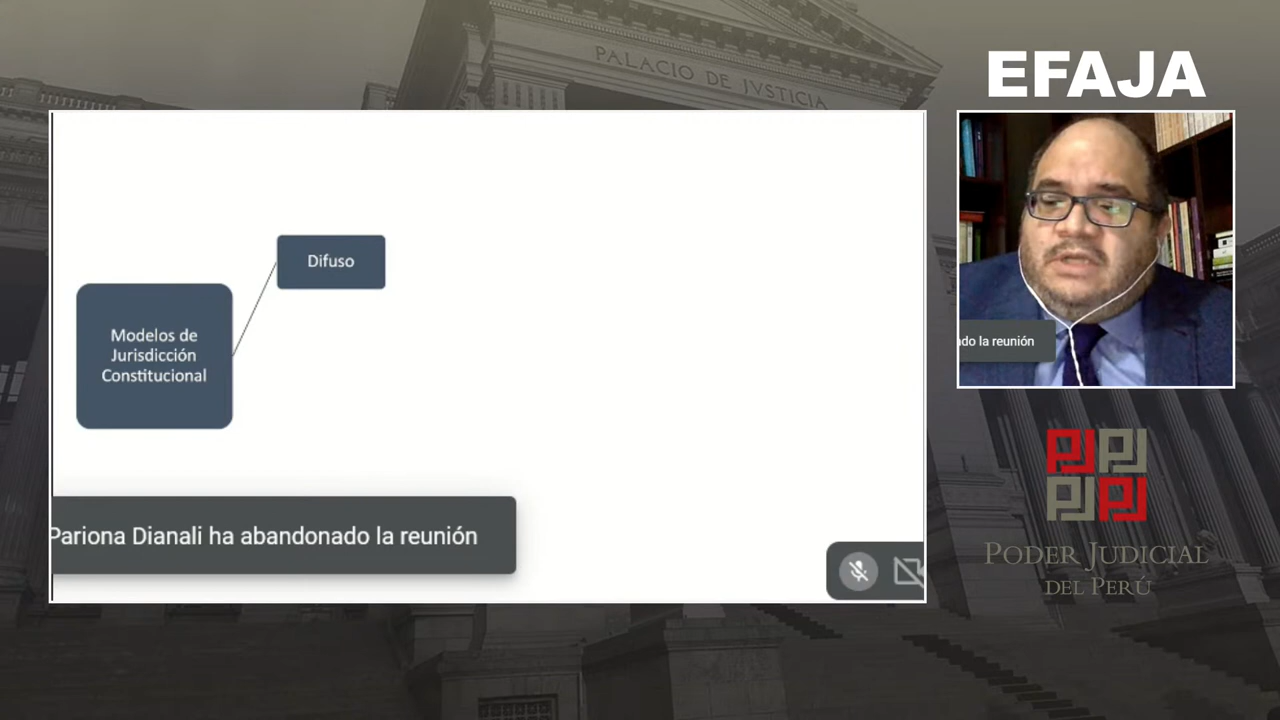 PALACIO DE JUSTICIA
EFAJA
Difuso
Modelos de
Jurisdicción
Constitucional
do la reunión
Pariona Dianali ha abandonado la reunión
PODER JUDICIAL
DEL PERÚ